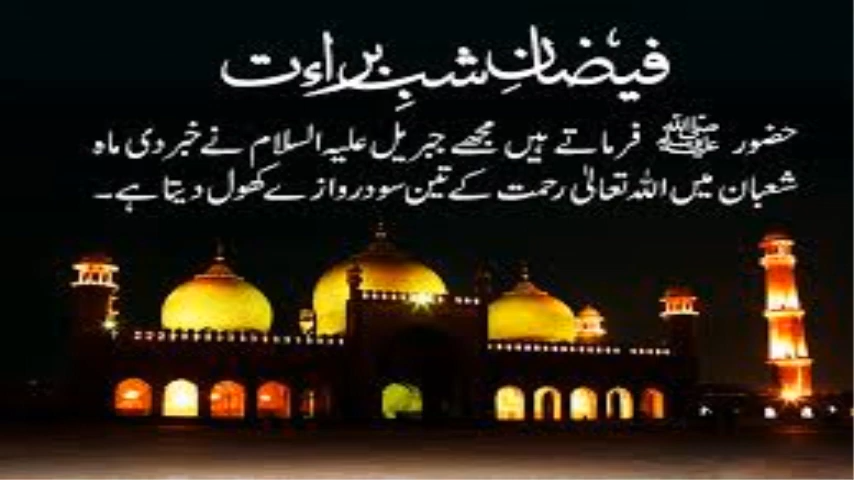 فیضانِ شبِ براءت
حضور ﷺ فرماتے ہیں مجھے جبریل علیہ السلام نے خبر دی ماہ
شعبان میں اللہ تعالیٰ رحمت کے تین سو دروازے کھول دیتا ہے۔